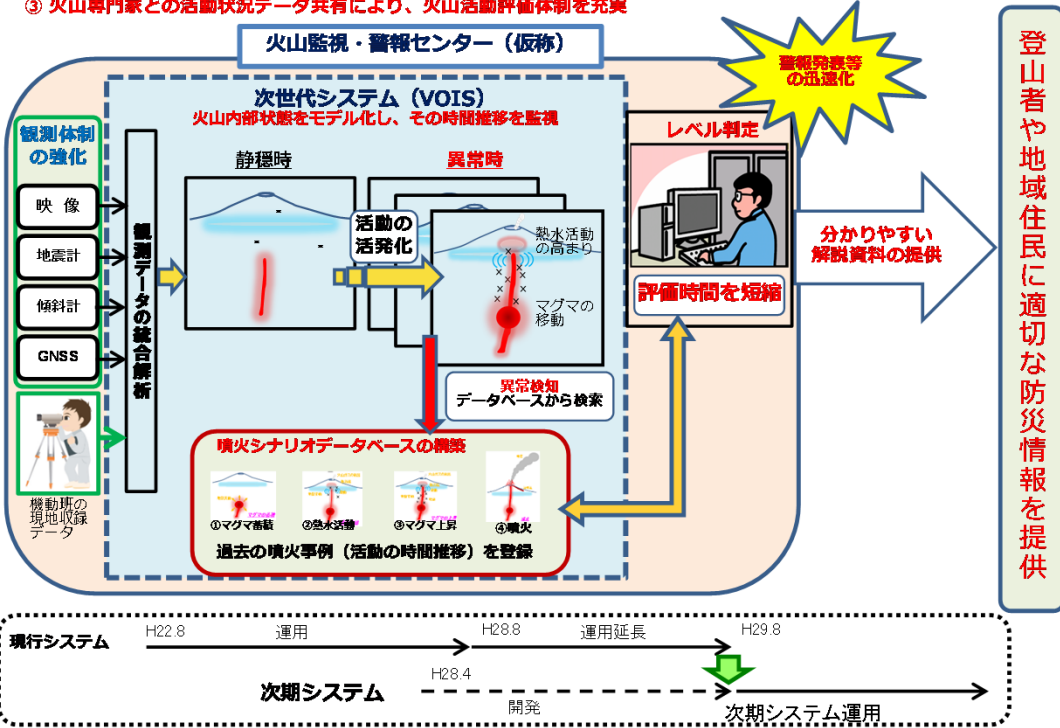 ③ 火山専門家との活動状況データ共有により、火山活動評価体制を充実
火山監視・警報センター（仮称）
警報発表等
の迅速化
次世代システム（VOIS）
火山内部状態をモデル化し、その時間推移を監視
観測体制
の強化
映 像
地震計
傾斜計
GNSS
機動班の
現地収録
データ
観測データの統合解析
静穏時
異常時
活動の
活発化
熱水活動
の高まり
マグマの
移動
レベル判定
評価時間を短縮
分かりやすい
解説資料の提供
登山者や地域住民に適切な防災情報を提供
異常検知
データベースから検索
噴火シナリオデータベースの構築
①マグマ蓄積
②熱水活動
③マグマ上昇
④噴火
過去の噴火事例（活動の時間推移）を登録
現行システム
H22.8
運用
H28.8
運用延長
H29.8
次期システム
H28.4
開発
次期システム運用